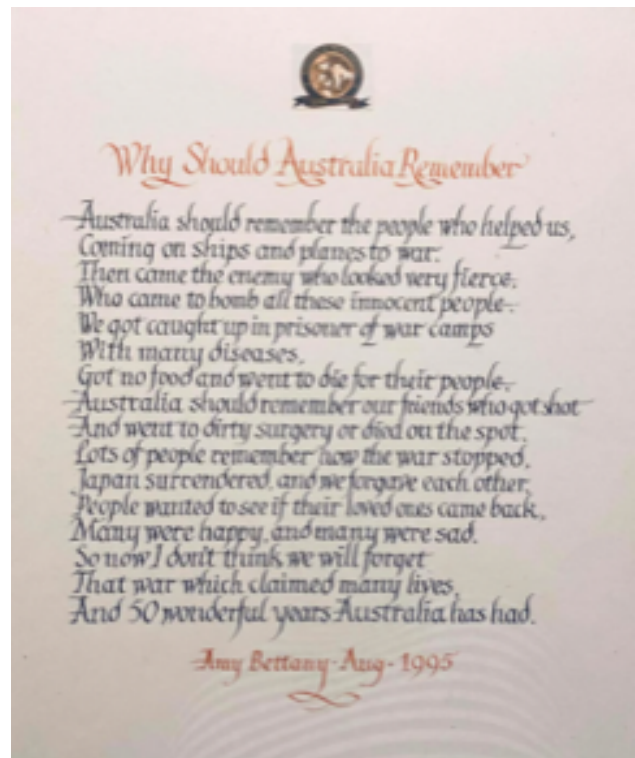 Why Should Australia Remember
Australia should remember the people who helped us,
Coming on ships and planes to war.
Then came the enemy who looked very fierce,
Who came to bomb all these innocent people.
We got caught up in prisoner of war camps
With many diseases,
Got no food and went to die for their people.
Australia should remember our friends who got shot
And went to dirty surgery or died on the spot.
Lots of people remember how the war stopped,
Japan surrendered, and we forgave each other,
People wanted to see if their loved ones came back,
Many were happy, and many were sad.
So now I don't think we will forget
That war which claimed many lives,
And 50 wonderful years Australia has had.
Amy Bettany - Aug - 1995